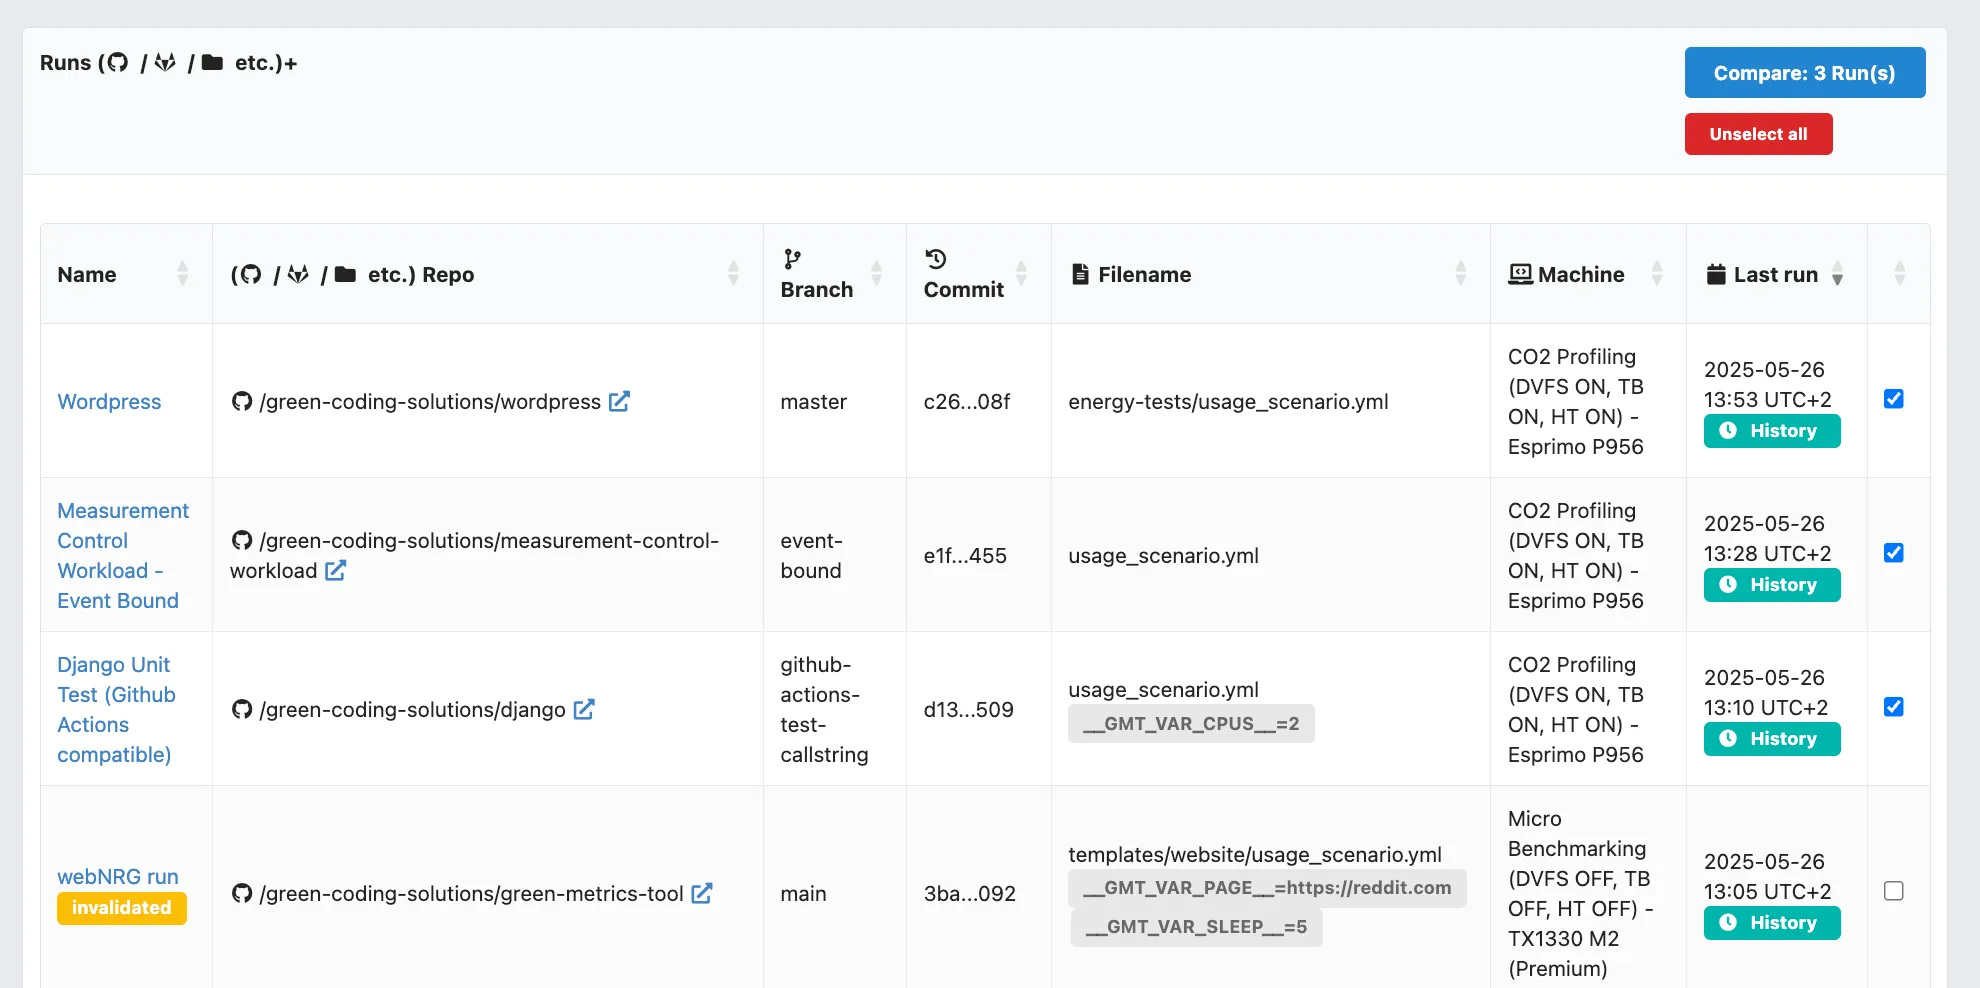 Runs ( / / etc.)+
Compare: 3 Run(s)
Unselect all
Name
( / / etc.) Repo
Branch
Commit
Filename
Machine
Last run
Wordpress
/green-coding-solutions/wordpress
master
c26...08f
energy-tests/usage_scenario.yml
CO2 Profiling
(DVFS ON, TB
ON, HT ON) -
Esprimo P956
2025-05-26
13:53 UTC+2
History
Measurement
Control
Workload -
Event Bound
/green-coding-solutions/measurement-control-
workload
event-
bound
e1f...455
usage_scenario.yml
CO2 Profiling
(DVFS ON, TB
ON, HT ON) -
Esprimo P956
2025-05-26
13:28 UTC+2
History
Django Unit
Test (Github
Actions
compatible)
/green-coding-solutions/django
github-
actions-
test-
callstring
d13...509
usage_scenario.yml
__GMT_VAR_CPUS__=2
CO2 Profiling
(DVFS ON, TB
ON, HT ON) -
Esprimo P956
2025-05-26
13:10 UTC+2
History
webNRG run
invalidated
/green-coding-solutions/green-metrics-tool
main
3ba...092
templates/website/usage_scenario.yml
__GMT_VAR_PAGE__=https://reddit.com
__GMT_VAR_SLEEP__=5
Micro
Benchmarking
(DVFS OFF, TB
OFF, HT OFF) -
TX1330 M2
(Premium)
2025-05-26
13:05 UTC+2
History